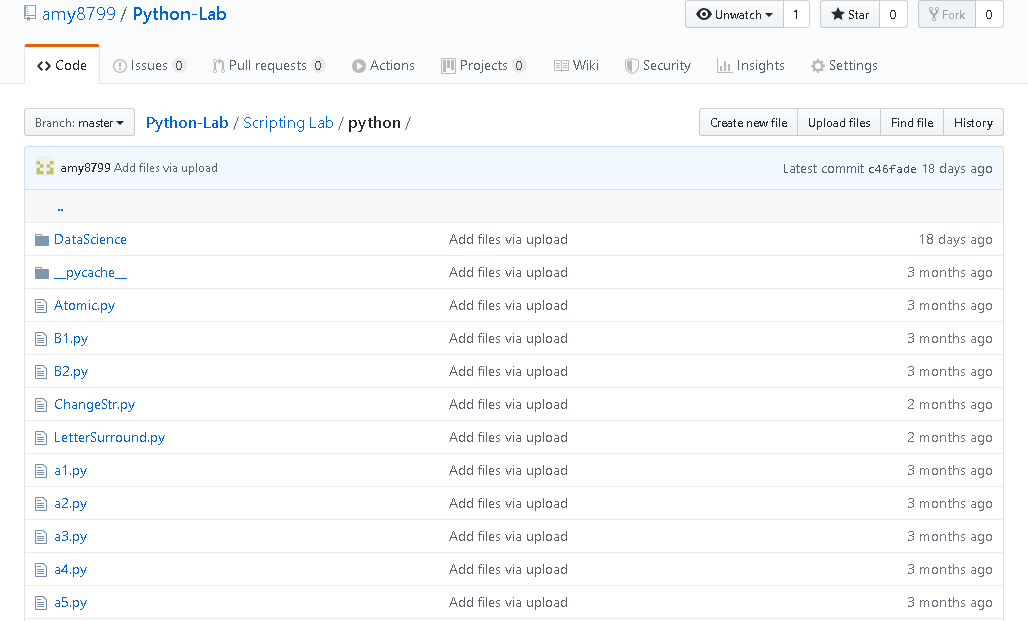 amy8799 / Python-Lab Unwatch 1 Star 0 Fork 0
Code Issues 0 Pull requests 0 Actions Projects 0 Wiki Security Insights Settings
Branch: master Python-Lab / Scripting Lab / python / Create new file Upload files Find file History
amy8799 Add files via upload Latest commit c46fade 18 days ago
..
DataScience Add files via upload 18 days ago
__pycache__ Add files via upload 3 months ago
Atomic.py Add files via upload 3 months ago
B1.py Add files via upload 3 months ago
B2.py Add files via upload 3 months ago
ChangeStr.py Add files via upload 2 months ago
LetterSurround.py Add files via upload 2 months ago
a1.py Add files via upload 3 months ago
a2.py Add files via upload 3 months ago
a3.py Add files via upload 3 months ago
a4.py Add files via upload 3 months ago
a5.py Add files via upload 3 months ago